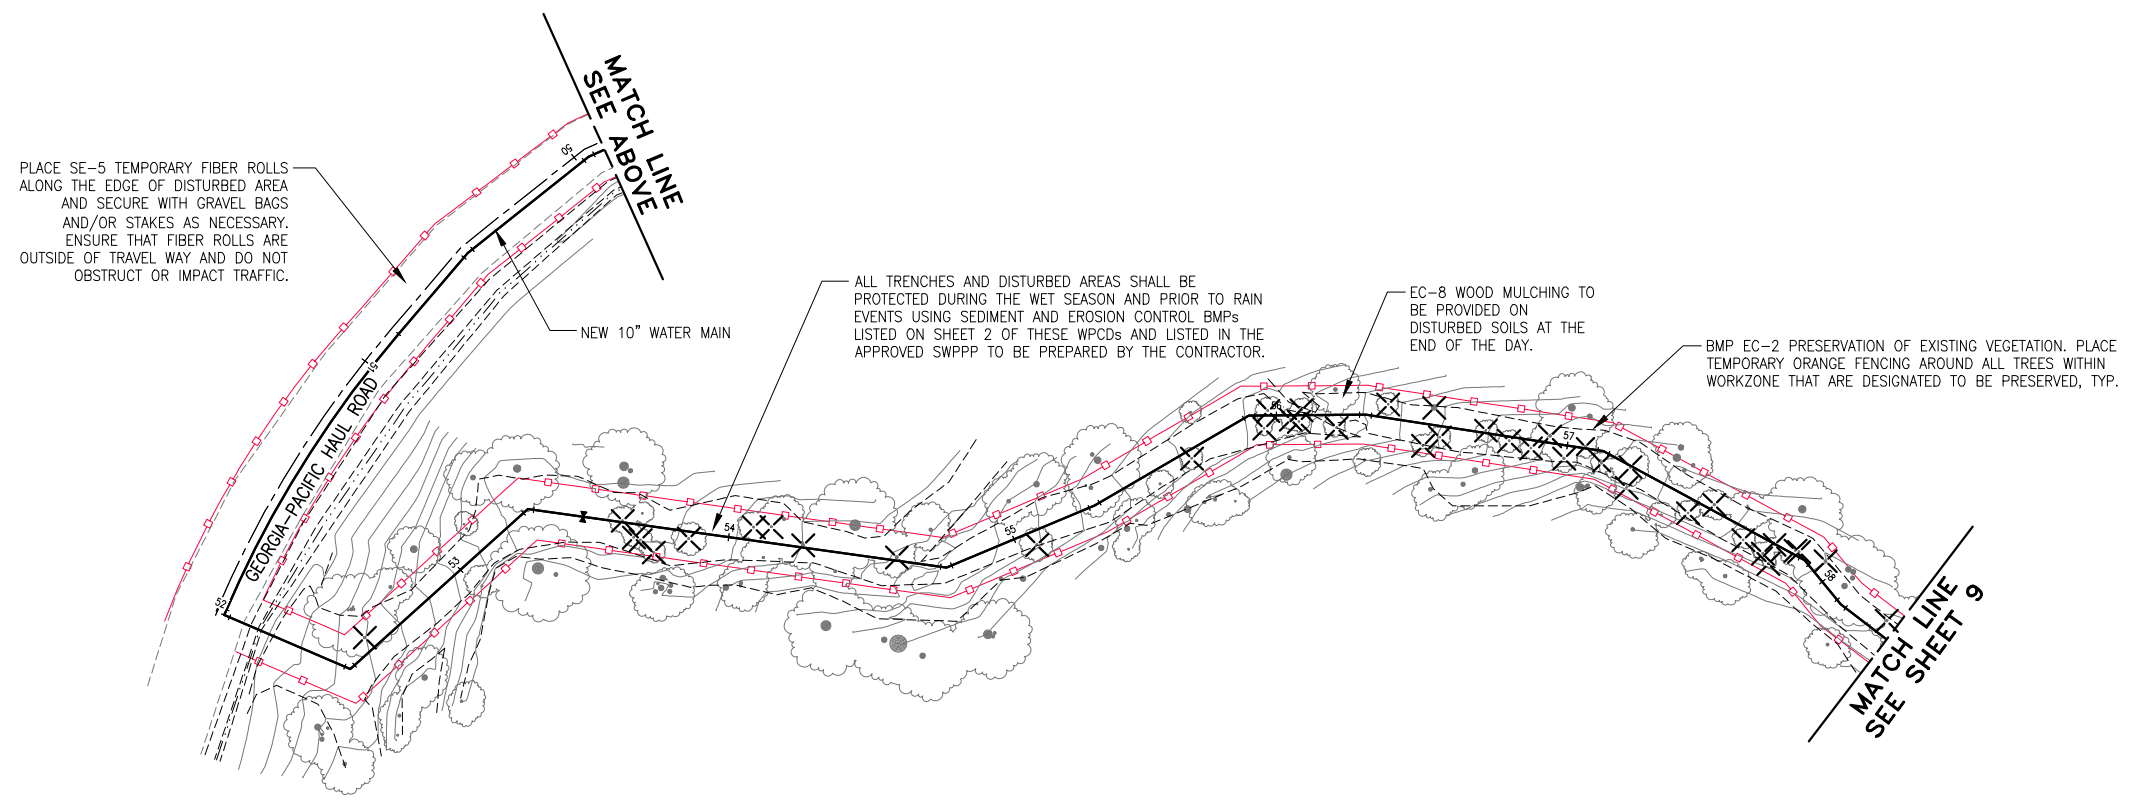 MATCH LINE
SEE ABOVE
50
PLACE SE-5 TEMPORARY FIBER ROLLS
ALONG THE EDGE OF DISTURBED AREA
AND SECURE WITH GRAVEL BAGS
AND/OR STAKES AS NECESSARY.
ENSURE THAT FIBER ROLLS ARE
OUTSIDE OF TRAVEL WAY AND DO NOT
OBSTRUCT OR IMPACT TRAFFIC.
NEW 10" WATER MAIN
ALL TRENCHES AND DISTURBED AREAS SHALL BE
PROTECTED DURING THE WET SEASON AND PRIOR TO RAIN
EVENTS USING SEDIMENT AND EROSION CONTROL BMPs
LISTED ON SHEET 2 OF THESE WPCDs AND LISTED IN THE
APPROVED SWPPP TO BE PREPARED BY THE CONTRACTOR.
EC-8 WOOD MULCHING TO
BE PROVIDED ON
DISTURBED SOILS AT THE
END OF THE DAY.
BMP EC-2 PRESERVATION OF EXISTING VEGETATION. PLACE
TEMPORARY ORANGE FENCING AROUND ALL TREES WITHIN
WORKZONE THAT ARE DESIGNATED TO BE PRESERVED, TYP.
51
GEORGIA-PACIFIC HAUL ROAD
52
53
54
55
56
57
58
MATCH LINE
SEE SHEET 9